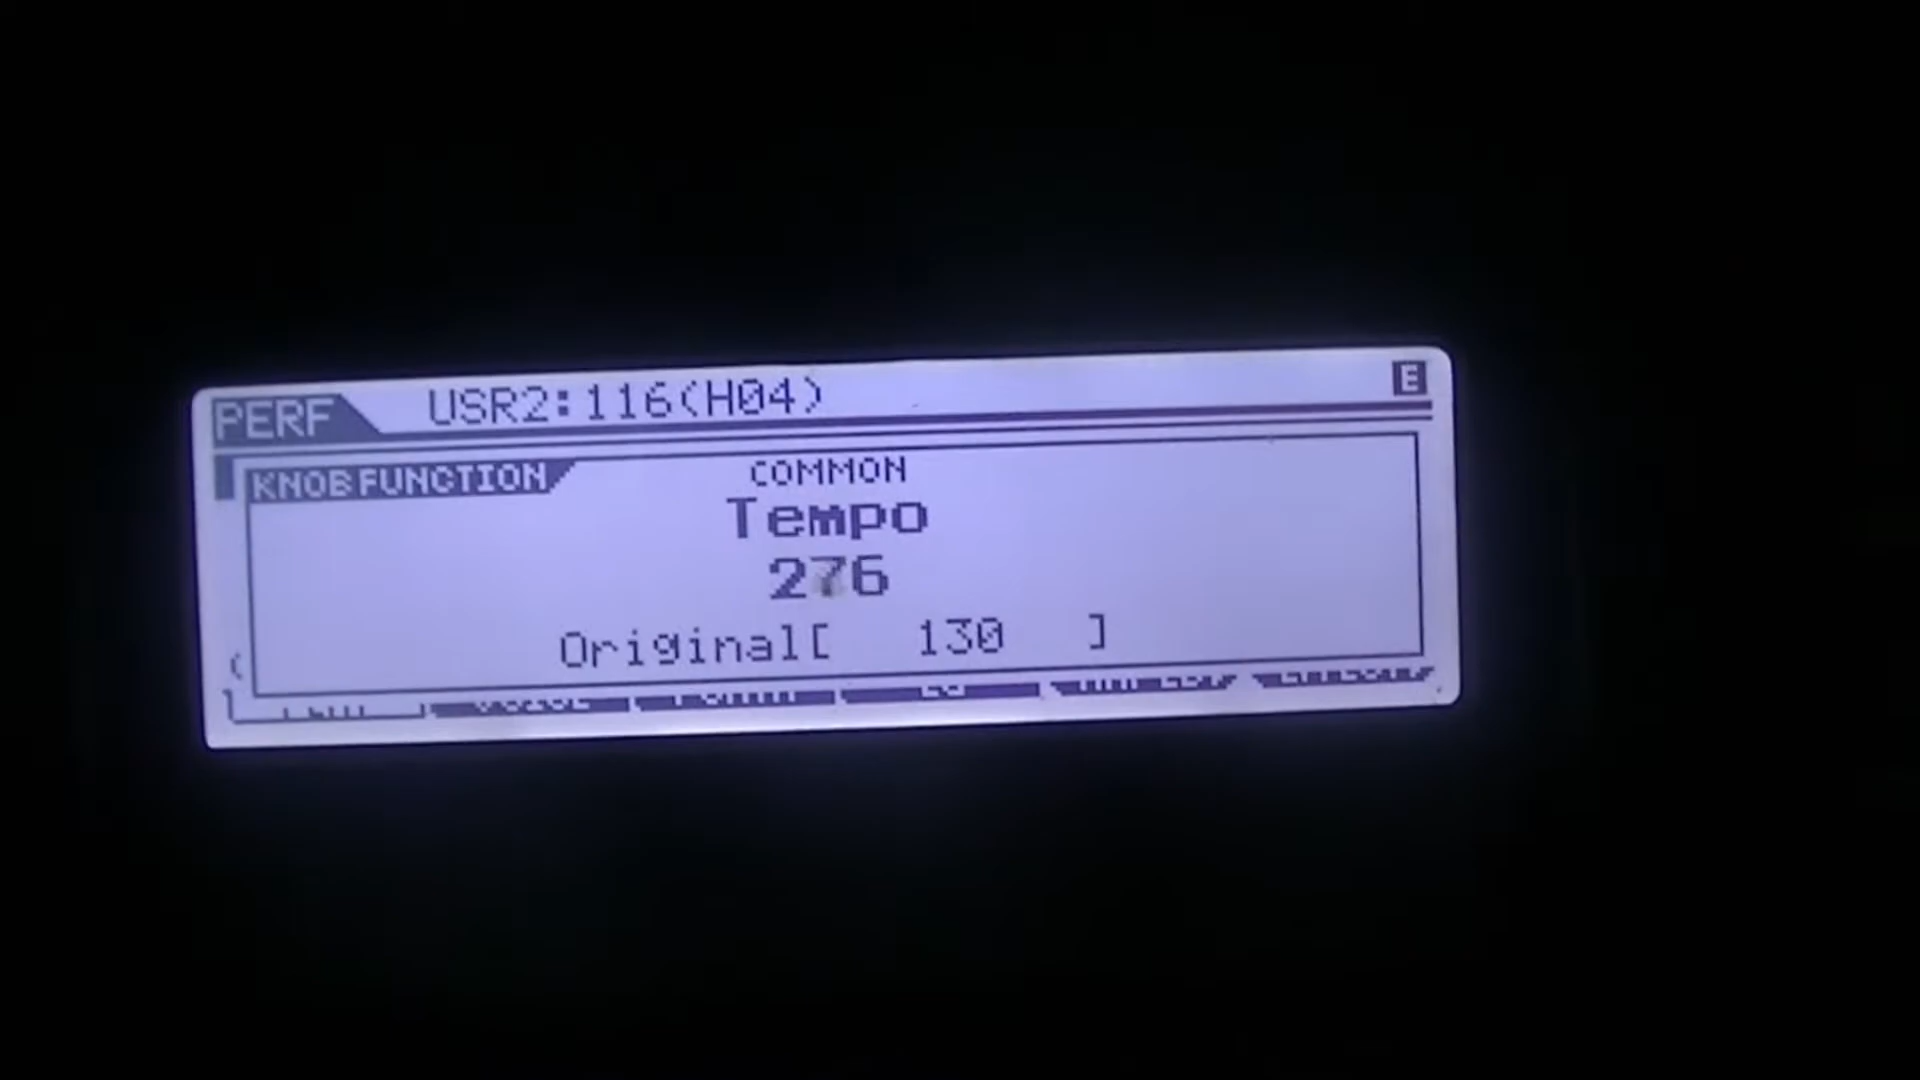 PERF USR2:116(H04) E
KNOB FUNCTION COMMON
Tempo
276
Original[ 130 ]